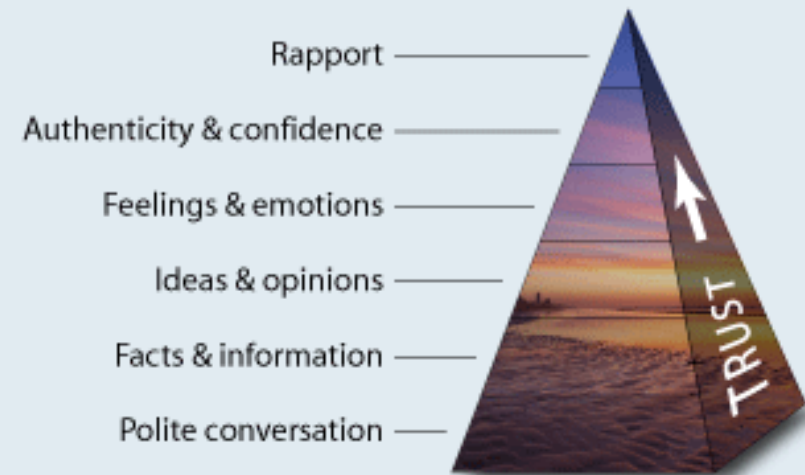 Rapport
Authenticity & confidence
Feelings & emotions
Ideas & opinions
Facts & information
Polite conversation
TRUST